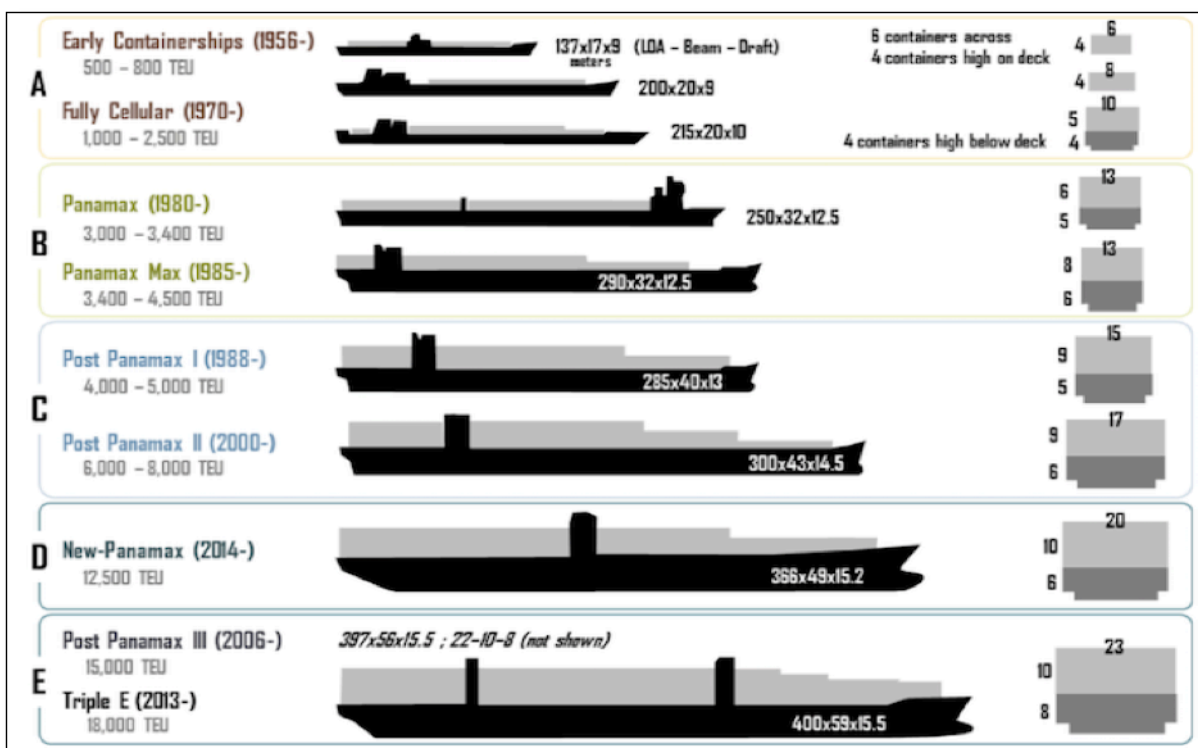 A
Early Containerships (1956-)
500 – 800 TEU
137x17x9 (LOA – Beam – Draft)
meters
200x20x9
Fully Cellular (1970-)
1,000 – 2,500 TEU
215x20x10
6 containers across
4 containers high on deck
4 containers high below deck
6
4
8
4
10
5
4
B
Panamax (1980-)
3,000 – 3,400 TEU
250x32x12.5
13
6
5
Panamax Max (1985-)
3,400 – 4,500 TEU
290x32x12.5
13
8
6
C
Post Panamax I (1988-)
4,000 – 5,000 TEU
285x40x13
15
9
5
Post Panamax II (2000-)
6,000 – 8,000 TEU
300x43x14.5
17
9
6
D
New-Panamax (2014-)
12,500 TEU
366x49x15.2
20
10
6
E
Post Panamax III (2006-)
15,000 TEU
397x56x15.5 ; 22-10-8 (not shown)
Triple E (2013-)
18,000 TEU
400x59x15.5
23
10
8